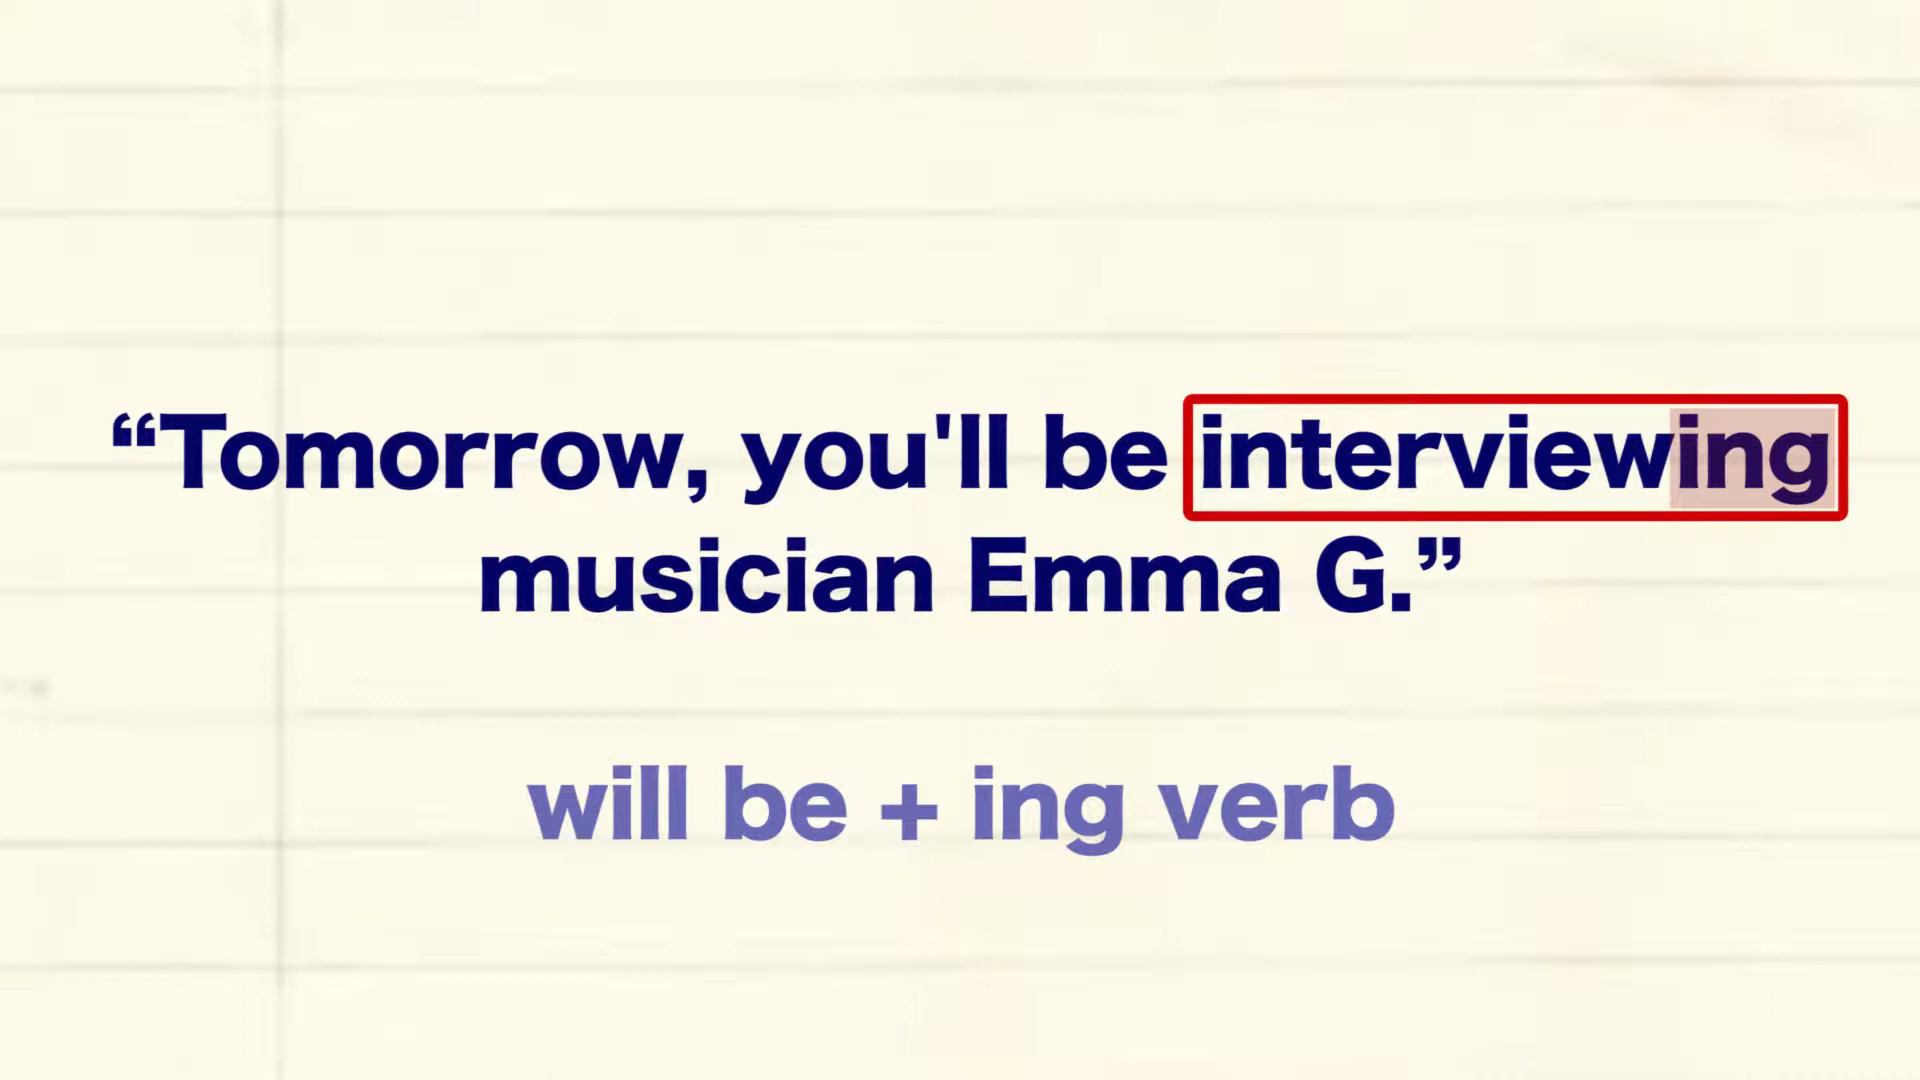 “Tomorrow, you'll be interviewing
musician Emma G.”
will be + ing verb